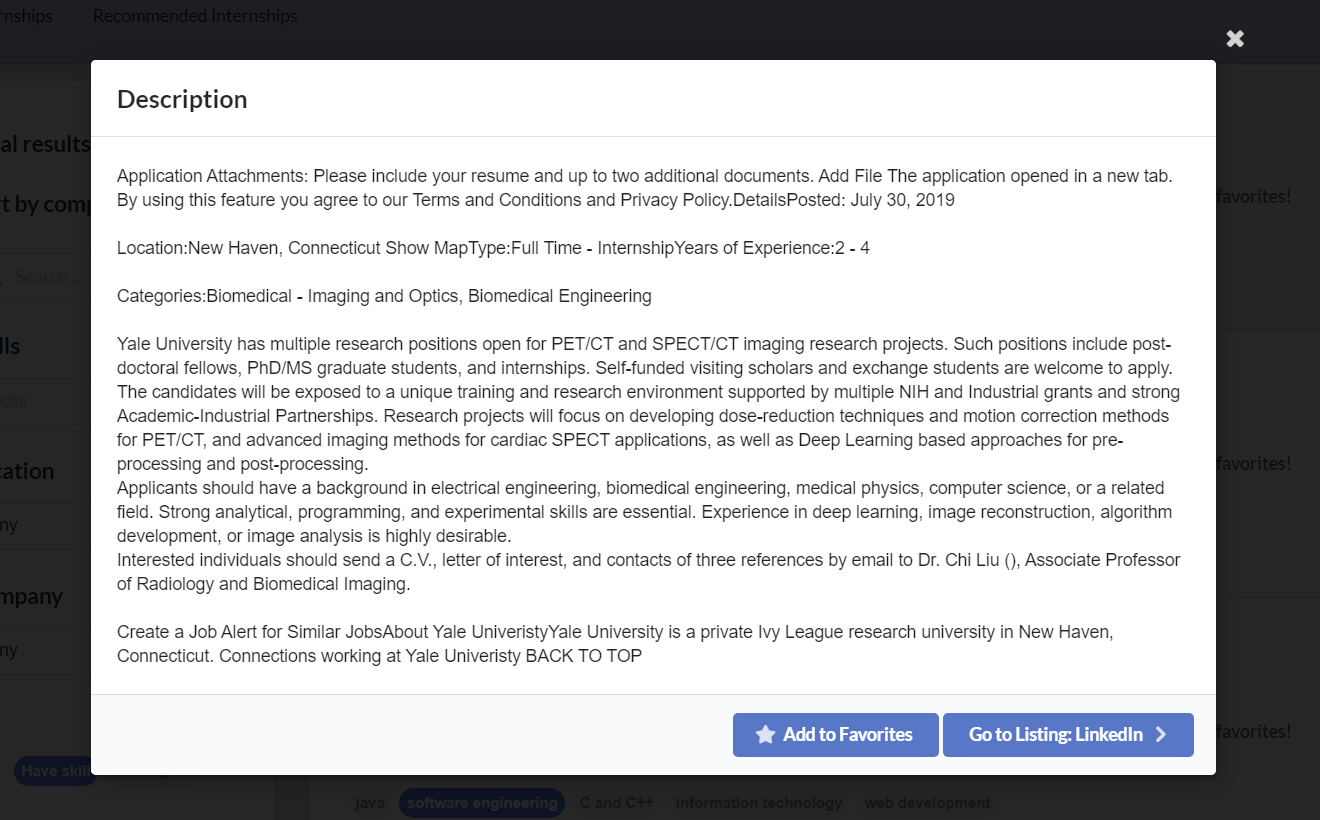 rnships Recommended Internships
Description
al results
Application Attachments: Please include your resume and up to two additional documents. Add File The application opened in a new tab.
By using this feature you agree to our Terms and Conditions and Privacy Policy.DetailsPosted: July 30, 2019
favorites!
t by comp
Location:New Haven, Connecticut Show MapType:Full Time - InternshipYears of Experience:2 - 4
Search ...
Categories:Biomedical - Imaging and Optics, Biomedical Engineering
lls
Yale University has multiple research positions open for PET/CT and SPECT/CT imaging research projects. Such positions include post-
doctoral fellows, PhD/MS graduate students, and internships. Self-funded visiting scholars and exchange students are welcome to apply.
The candidates will be exposed to a unique training and research environment supported by multiple NIH and Industrial grants and strong
kills
Academic-Industrial Partnerships. Research projects will focus on developing dose-reduction techniques and motion correction methods
for PET/CT, and advanced imaging methods for cardiac SPECT applications, as well as Deep Learning based approaches for pre-
processing and post-processing.
favorites!
cation
Applicants should have a background in electrical engineering, biomedical engineering, medical physics, computer science, or a related
field. Strong analytical, programming, and experimental skills are essential. Experience in deep learning, image reconstruction, algorithm
ny
development, or image analysis is highly desirable.
Interested individuals should send a C.V., letter of interest, and contacts of three references by email to Dr. Chi Liu (), Associate Professor
of Radiology and Biomedical Imaging.
mpany
Create a Job Alert for Similar JobsAbout Yale UniveristyYale University is a private Ivy League research university in New Haven,
Connecticut. Connections working at Yale Univeristy BACK TO TOP
ny
Add to Favorites Go to Listing: LinkedIn
favorites!
Have skill
java software engineering C and C++ information technology web development